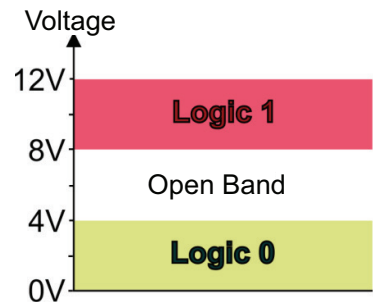 Voltage
12V
Logic 1
8V
Open Band
4V
Logic 0
0V